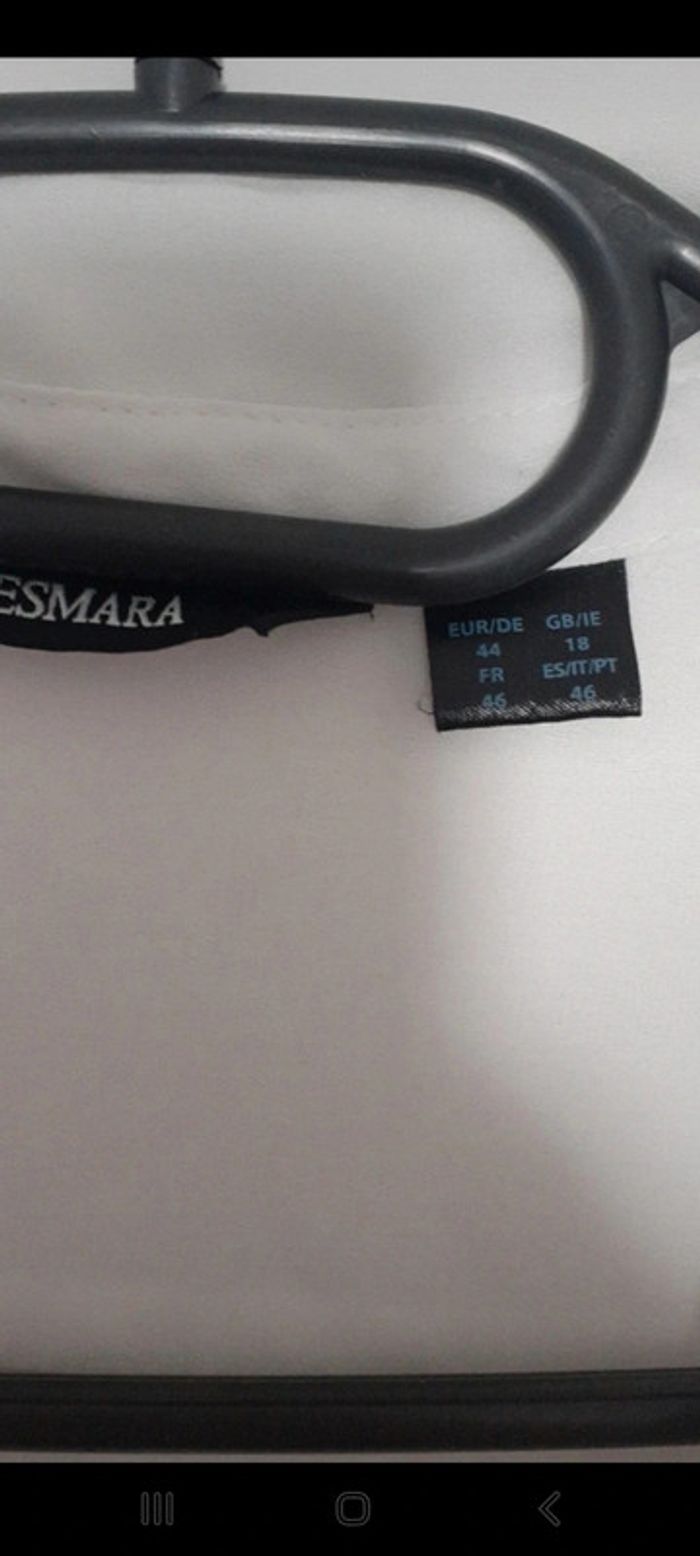 ESMARA
EUR/DE GB/IE
44 18
FR ES/IT/PT
46 46